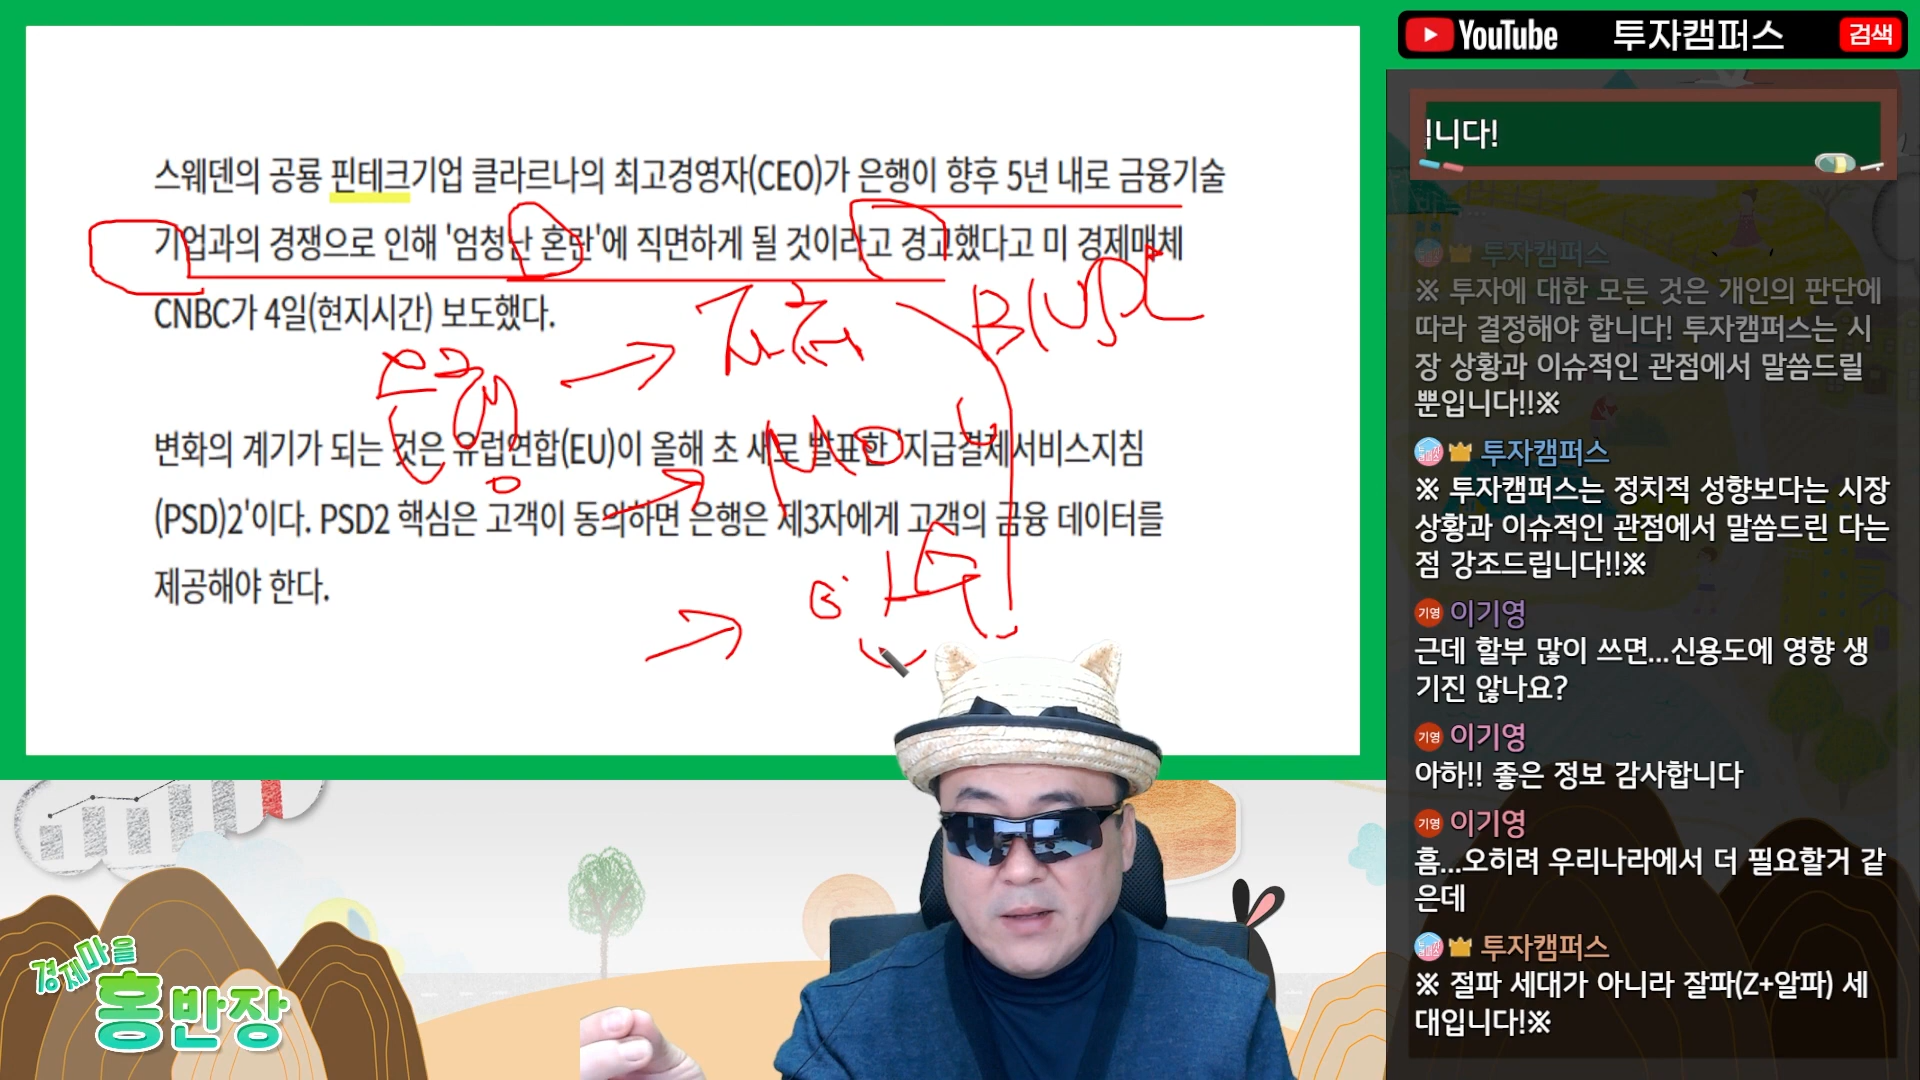 스웨덴의 공룡 핀테크기업 클라르나의 최고경영자(CEO)가 은행이 향후 5년 내로 금융기술
기업과의 경쟁으로 인해 '엄청난 혼란'에 직면하게 될 것이라고 경고했다고 미 경제매체
CNBC가 4일(현지시간) 보도했다.
변화의 계기가 되는 것은 유럽연합(EU)이 올해 초 새로 발표한 '지급결제서비스지침
(PSD)2'이다. PSD2 핵심은 고객이 동의하면 은행은 제3자에게 고객의 금융 데이터를
제공해야 한다.
은행
경제마을
홍반장
YouTube 투자캠퍼스 검색
니다!
투자캠퍼스
※ 투자에 대한 모든 것은 개인의 판단에
따라 결정해야 합니다! 투자캠퍼스는 시
장 상황과 이슈적인 관점에서 말씀드릴
뿐입니다!!※
투자캠퍼스
※ 투자캠퍼스는 정치적 성향보다는 시장
상황과 이슈적인 관점에서 말씀드린 다는
점 강조드립니다!!※
기영 이기영
근데 할부 많이 쓰면...신용도에 영향 생
기진 않나요?
기영 이기영
아하!! 좋은 정보 감사합니다
기영 이기영
흠...오히려 우리나라에서 더 필요할거 같
은데
투자캠퍼스
※ 절파 세대가 아니라 잘파(Z+알파) 세
대입니다!※